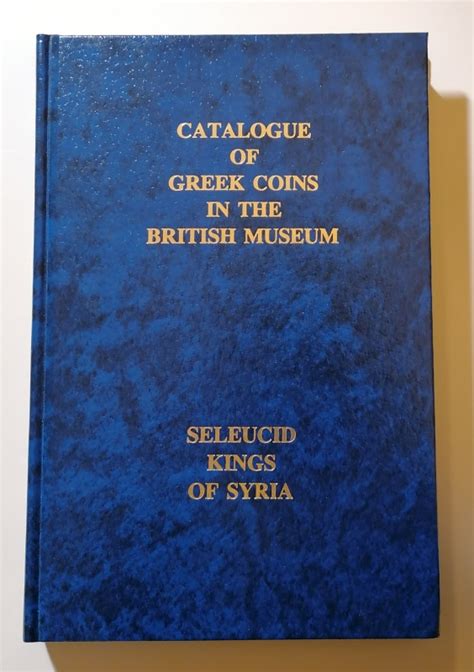 CATALOGUE
OF
GREEK COINS
IN THE
BRITISH MUSEUM
SELEUCID
KINGS
OF SYRIA